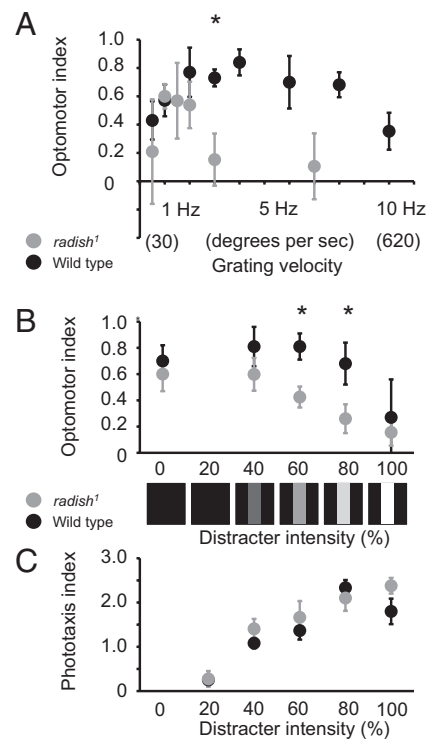 A
*
Optomotor index
1.0
0.8
0.6
0.4
0.2
0
1 Hz 5 Hz 10 Hz
radish1 (30) (degrees per sec) (620)
Wild type Grating velocity
B
* *
Optomotor index
1.0
0.8
0.6
0.4
0.2
0
0 20 40 60 80 100
radish1
Wild type
Distracter intensity (%)
C
Phototaxis index
3.0
2.0
1.0
0
0 20 40 60 80 100
Distracter intensity (%)